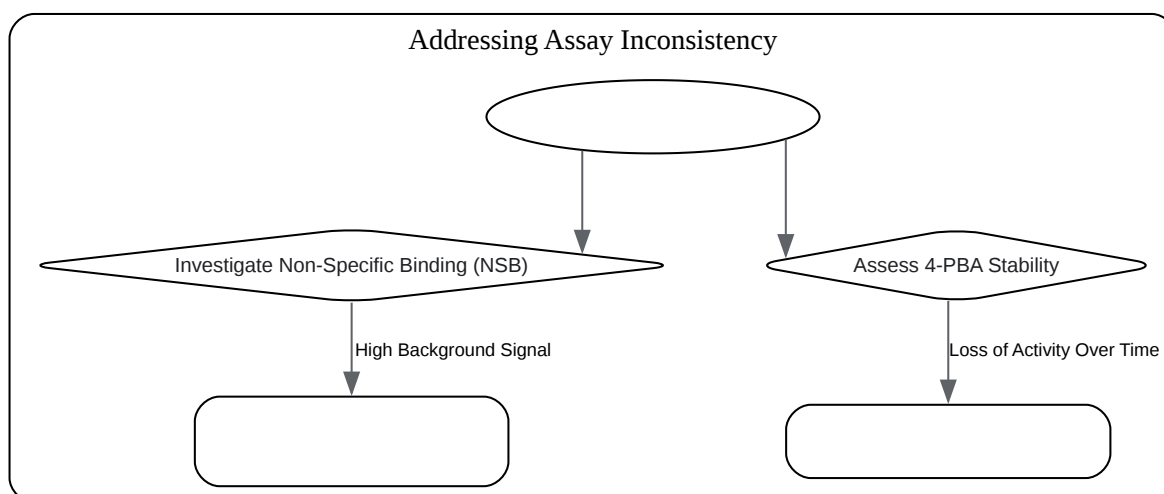 Addressing Assay Inconsistency
Investigate Non-Specific Binding (NSB)
Assess 4-PBA Stability
High Background Signal
Loss of Activity Over Time